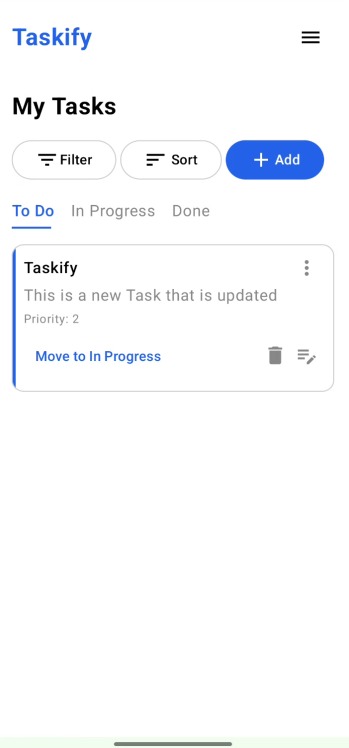 Taskify
My Tasks
Filter Sort Add
To Do In Progress Done
Taskify
This is a new Task that is updated
Priority: 2
Move to In Progress